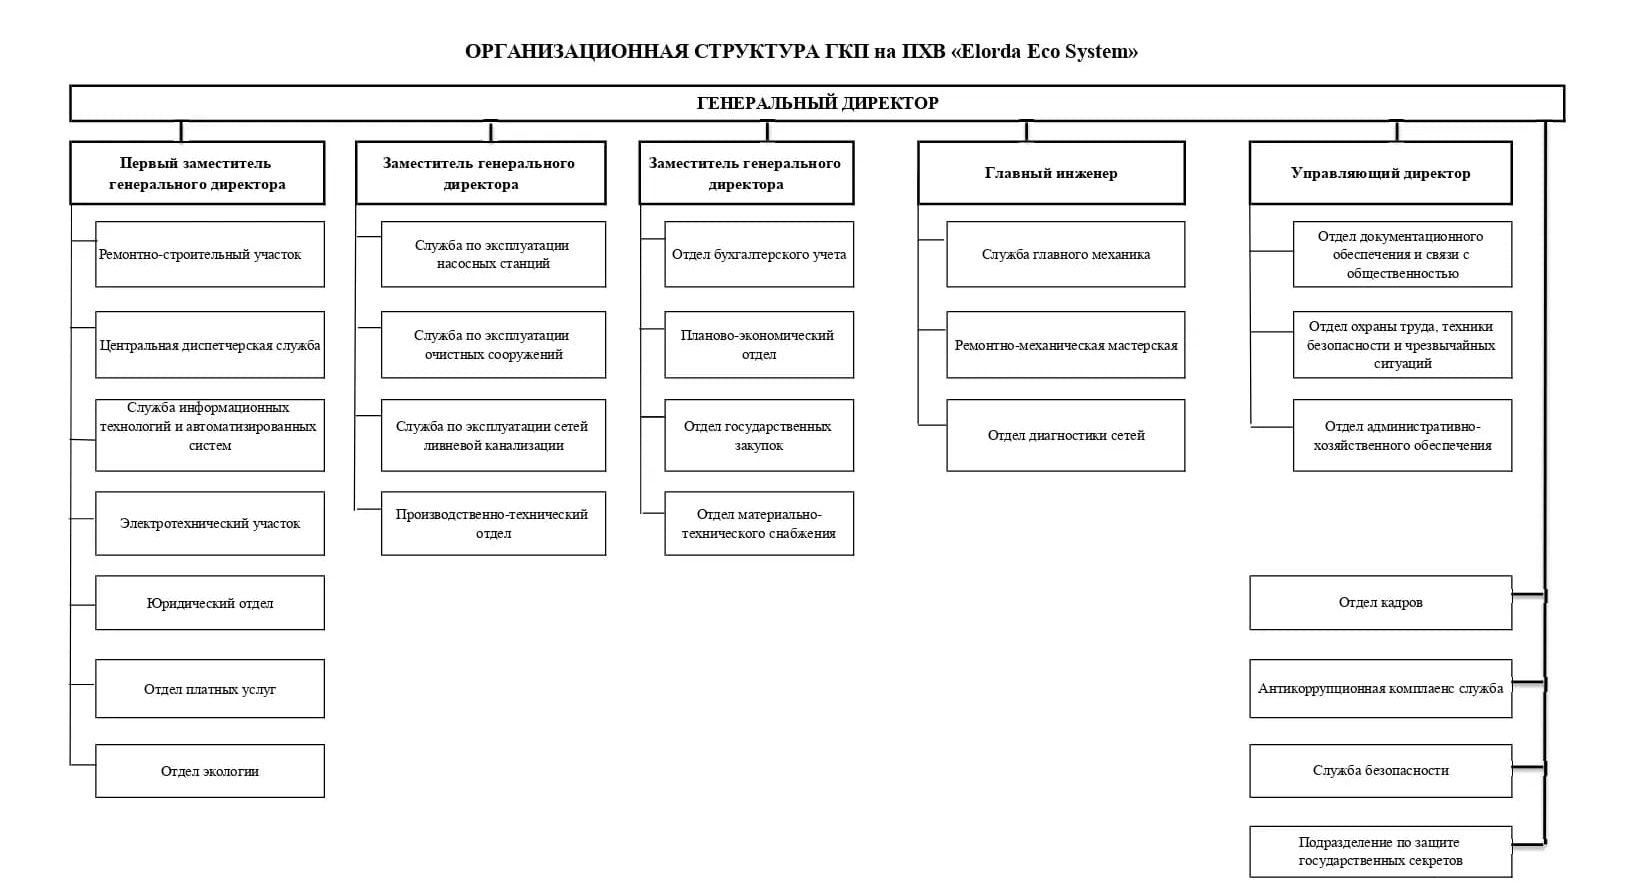 ОРГАНИЗАЦИОННАЯ СТРУКТУРА ГКП на ПХВ «Elorda Eco System»
ГЕНЕРАЛЬНЫЙ ДИРЕКТОР
Первый заместитель
генерального директора
Ремонтно-строительный участок
Центральная диспетчерская служба
Служба информационных
технологий и автоматизированных
систем
Электротехнический участок
Юридический отдел
Отдел платных услуг
Отдел экологии
Заместитель генерального
директора
Служба по эксплуатации
насосных станций
Служба по эксплуатации
очистных сооружений
Служба по эксплуатации сетей
ливневой канализации
Производственно-технический
отдел
Заместитель генерального
директора
Отдел бухгалтерского учета
Планово-экономический
отдел
Отдел государственных
закупок
Отдел материально-
технического снабжения
Главный инженер
Служба главного механика
Ремонтно-механическая мастерская
Отдел диагностики сетей
Управляющий директор
Отдел документационного
обеспечения и связи с
общественностью
Отдел охраны труда, техники
безопасности и чрезвычайных
ситуаций
Отдел административно-
хозяйственного обеспечения
Отдел кадров
Антикоррупционная комплаенс служба
Служба безопасности
Подразделение по защите
государственных секретов